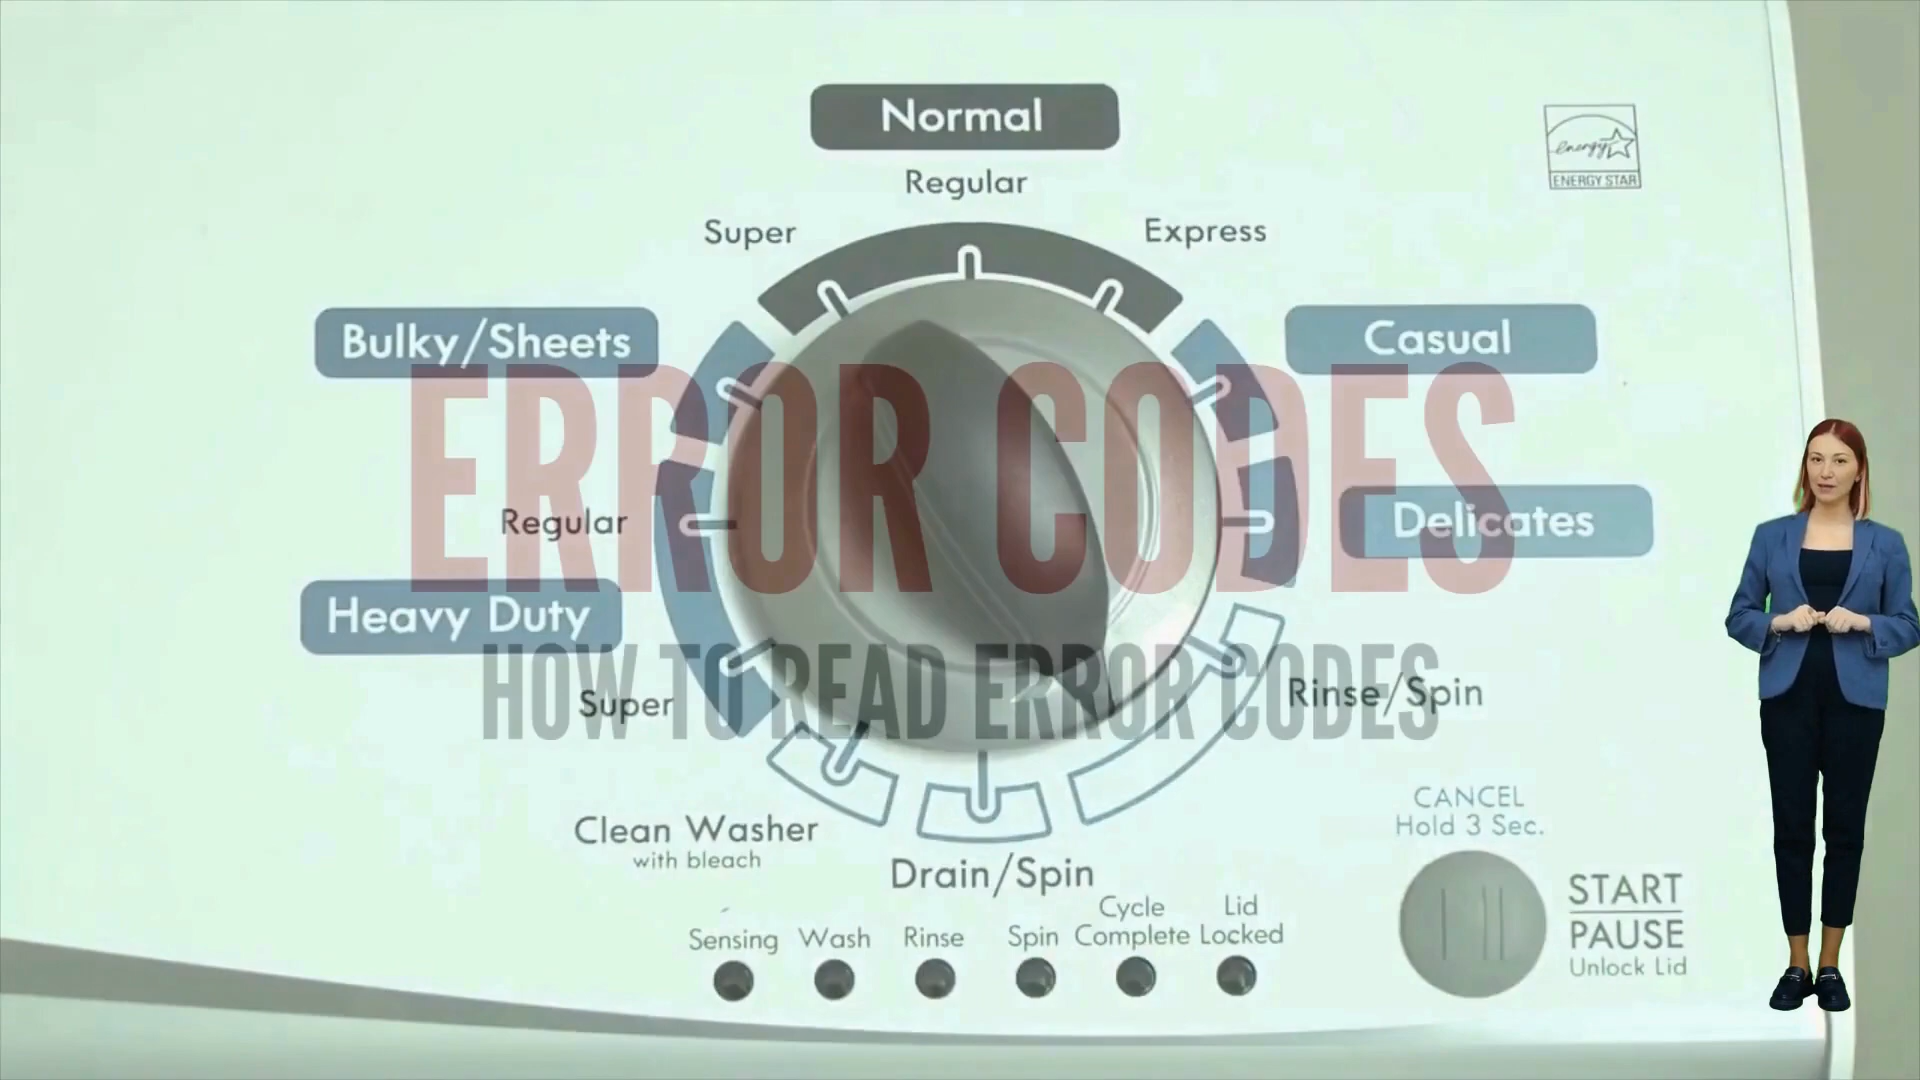 Normal
Regular
Super
Express
energy
ENERGY STAR
Bulky/Sheets
Casual
ERROR CODES
Regular
Delicates
Heavy Duty
HOW TO READ ERROR CODES
Super
Rinse/Spin
CANCEL
Hold 3 Sec.
Clean Washer
with bleach
Drain/Spin
START
PAUSE
Unlock Lid
Sensing
Wash
Rinse
Spin
Cycle
Complete
Lid
Locked